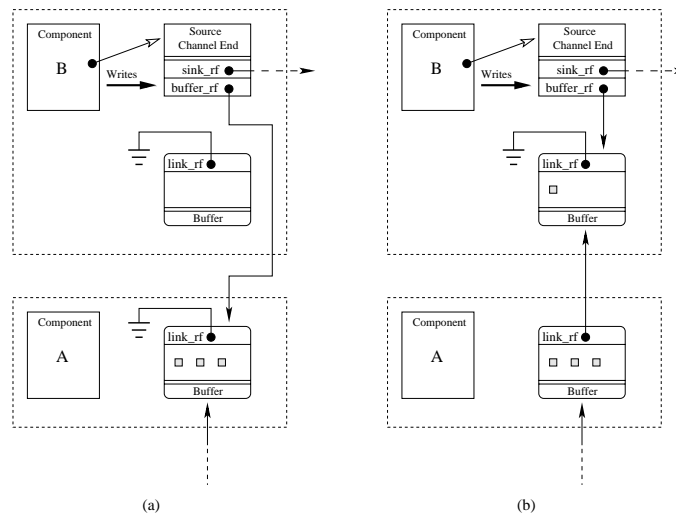 Component
B
Writes
Source
Channel End
sink_rf
buffer_rf
link_rf
Buffer
Component
A
link_rf
Buffer
(a)
Component
B
Writes
Source
Channel End
sink_rf
buffer_rf
link_rf
Buffer
Component
A
link_rf
Buffer
(b)